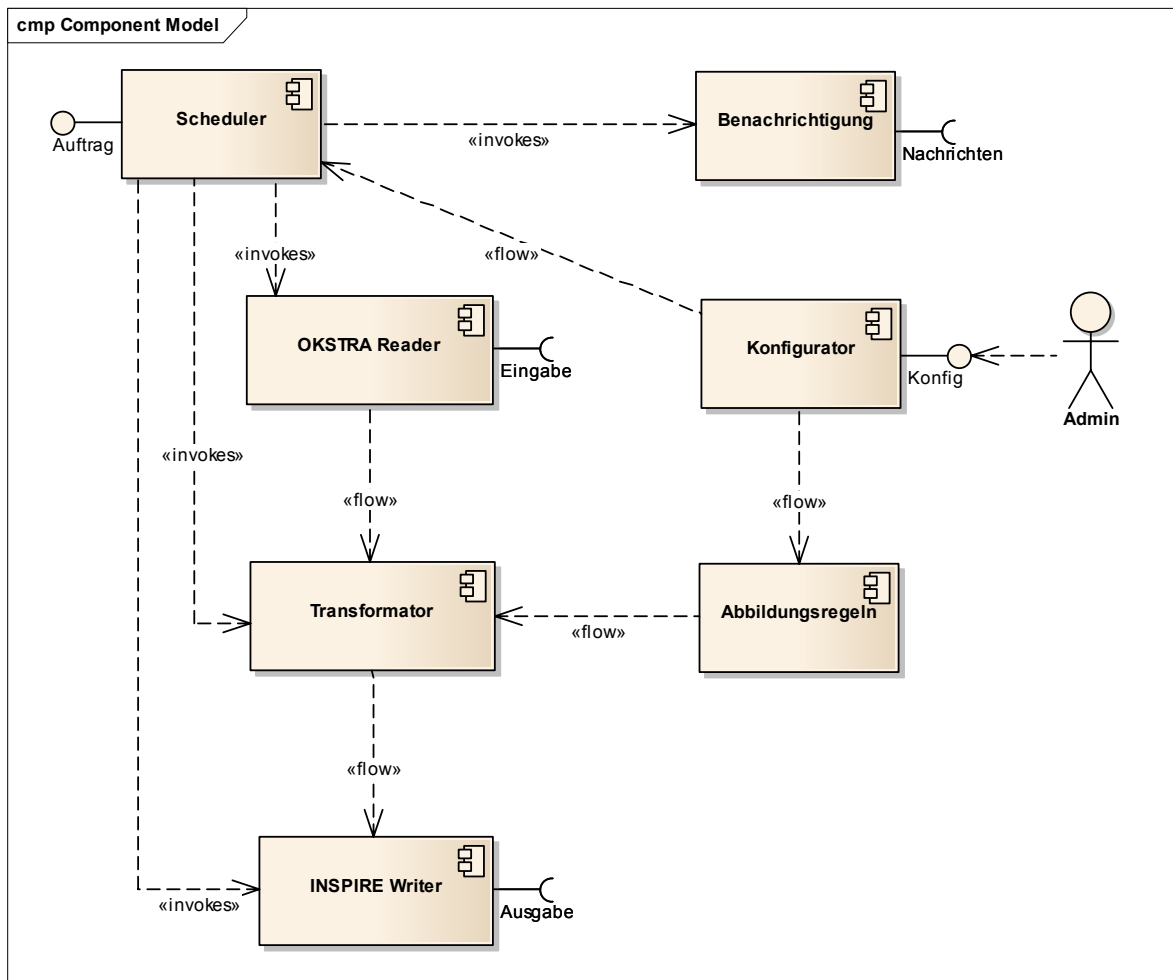 cmp Component Model
Scheduler
Auftrag
«invokes»
Benachrichtigung
Nachrichten
«invokes»
«flow»
OKSTRA Reader
Eingabe
Konfigurator
Konfig
Admin
«invokes»
«flow»
«flow»
Transformator
Abbildungsregeln
«flow»
«flow»
INSPIRE Writer
«invokes»
Ausgabe